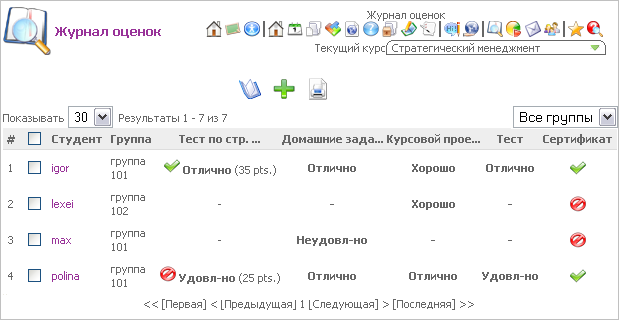 Журнал оценок
Журнал оценок
Текущий курс Стратегический менеджмент
Показывать 30 Результаты 1 - 7 из 7 Все группы
# Студент Группа Тест по стр. ... Домашние зада... Курсовой прое... Тест Сертификат
1 igor группа 101 Отлично (35 pts.) Отлично Хорошо Отлично
2 lexei группа 102 - - Хорошо -
3 max группа 101 - Неудовл-но - -
4 polina группа 101 Удовл-но (25 pts.) Отлично Отлично Удовл-но
<< [Первая] < [Предыдущая] 1 [Следующая] > [Последняя] >>